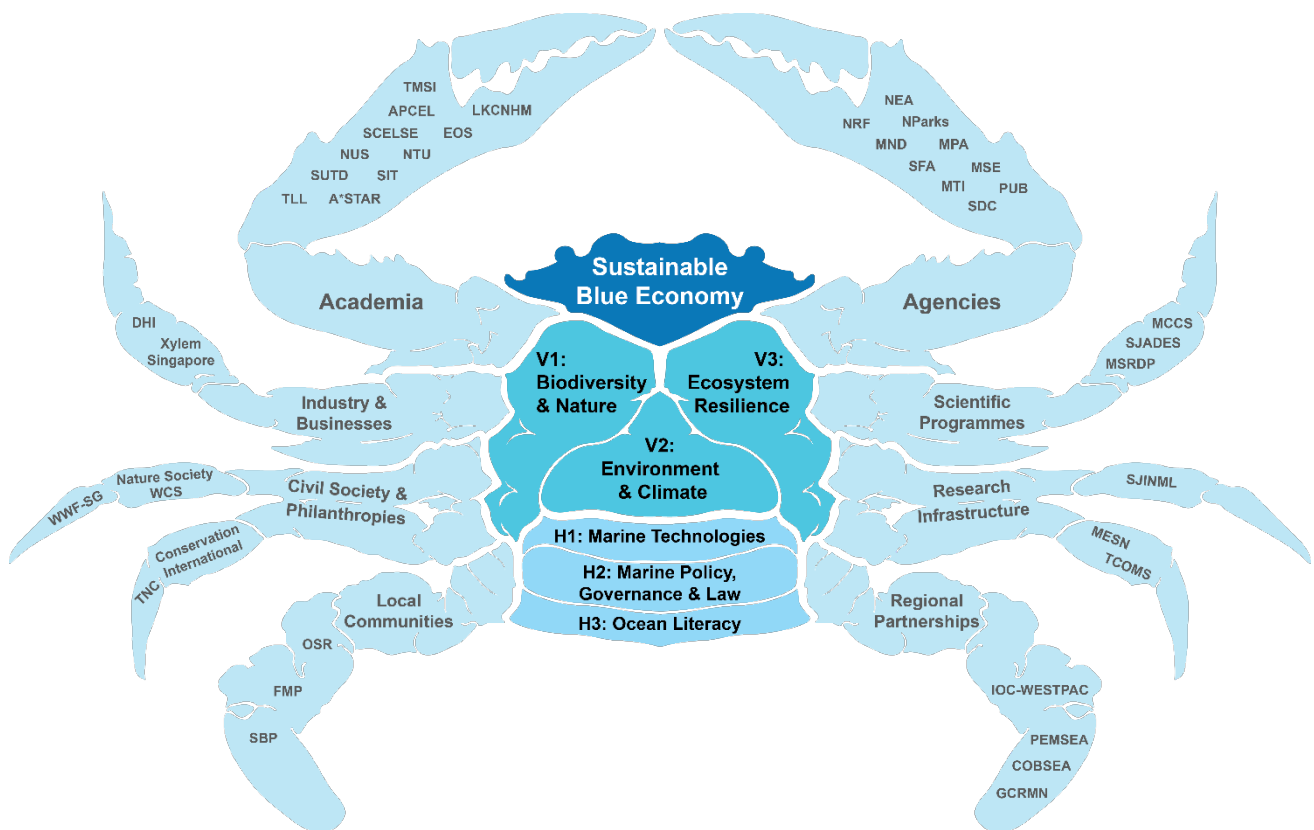 TMSI
APCEL
LKCNHM
SCELSE
EOS
NUS
NTU
SUTD
SIT
TLL
A*STAR
Academia
NEA
NRF
NParks
MND
MPA
SFA
MSE
MTI
PUB
SDC
Agencies
Sustainable
Blue Economy
DHI
Xylem
Singapore
Industry &
Businesses
MCCS
SJADES
MSRDP
Scientific
Programmes
V1:
Biodiversity
& Nature
V3:
Ecosystem
Resilience
V2:
Environment
& Climate
WWF-SG
Nature Society
WCS
Civil Society &
Philanthropies
Conservation
International
TNC
Research
Infrastructure
SJINML
MESN
TCOMS
H1: Marine Technologies
H2: Marine Policy,
Governance & Law
H3: Ocean Literacy
Local
Communities
OSR
FMP
SBP
Regional
Partnerships
IOC-WESTPAC
PEMSEA
COBSEA
GCRMN